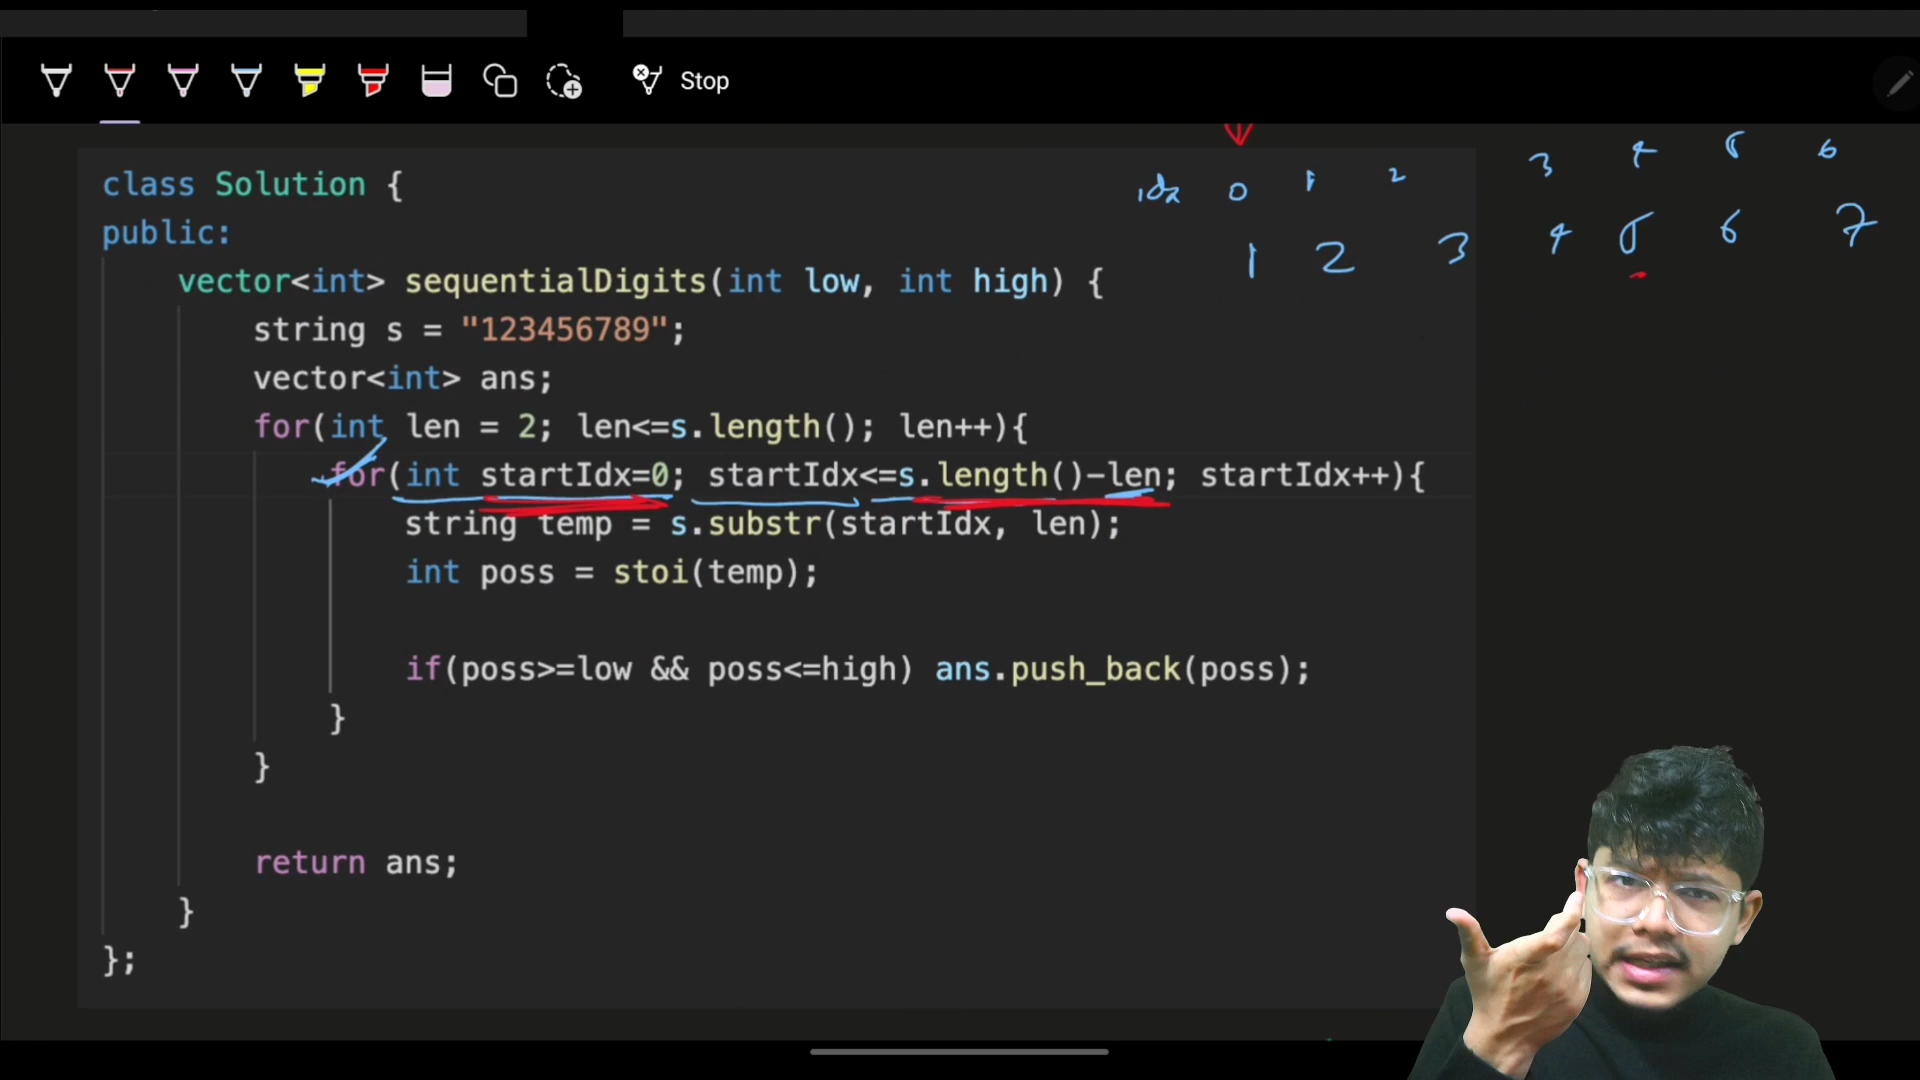 Stop
idx 0 1 2 3 4 5 6
1 2 3 4 5 6 7
class Solution {
public:
vector<int> sequentialDigits(int low, int high) {
string s = "123456789";
vector<int> ans;
for(int len = 2; len<=s.length(); len++){
for(int startIdx=0; startIdx<=s.length()-len; startIdx++){
string temp = s.substr(startIdx, len);
int poss = stoi(temp);
if(poss>=low && poss<=high) ans.push_back(poss);
}
}
return ans;
}
};